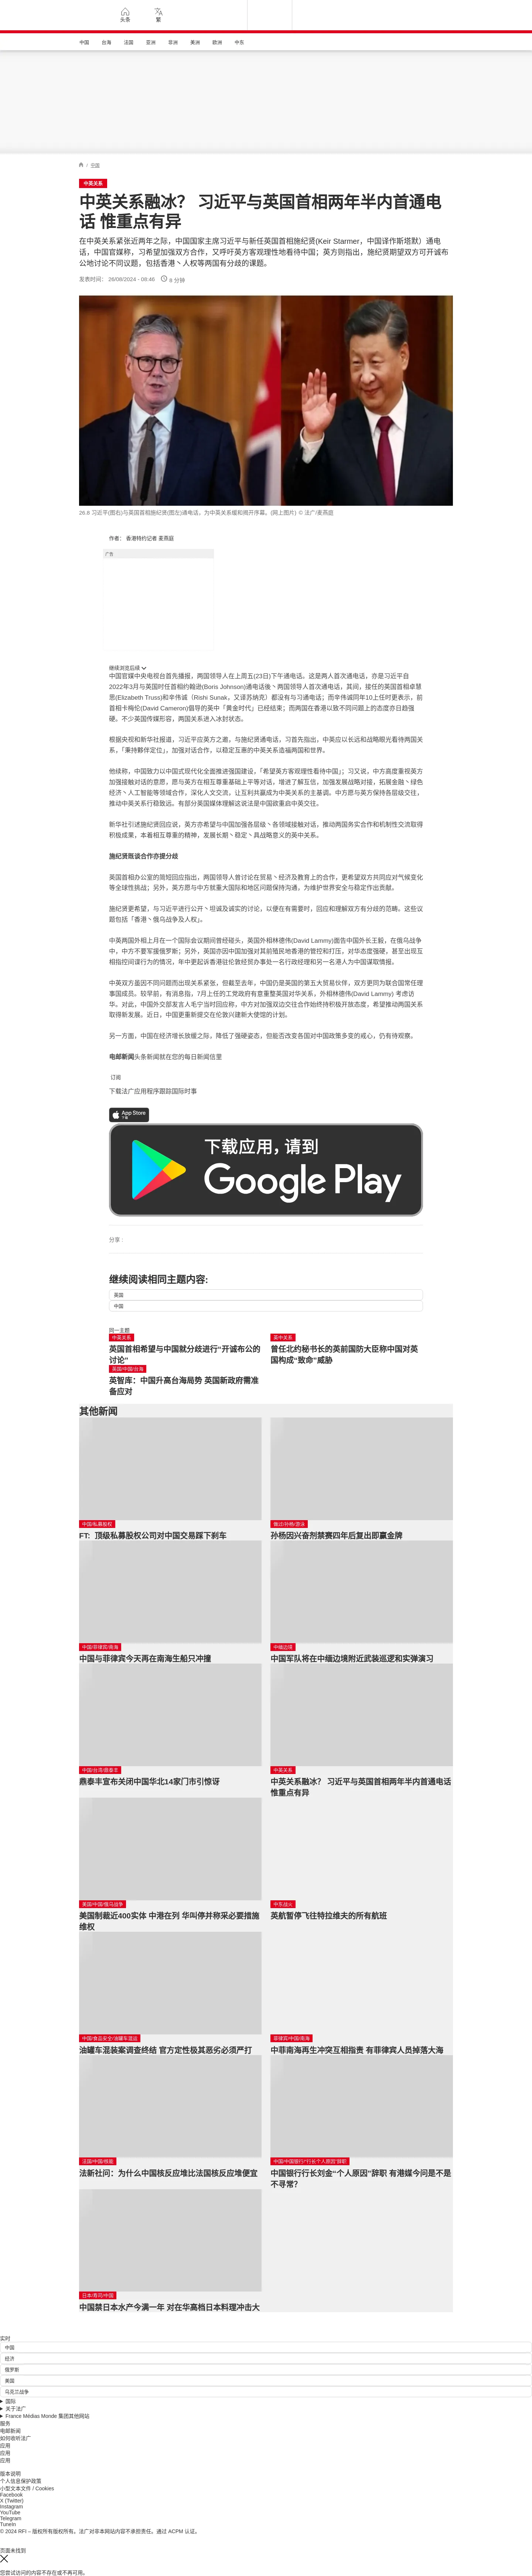 头条
繁
中国
台海
法国
亚洲
非洲
美洲
欧洲
中东
中国
中英关系
中英关系融冰？ 习近平与英国首相两年半内首通电
话 惟重点有异
在中英关系紧张近两年之际，中国国家主席习近平与新任英国首相施纪贤(Keir Starmer，中国译作斯塔默）通电
话，中国官媒称，习希望加强双方合作，又呼吁英方客观理性地看待中国；英方则指出，施纪贤期望双方可开诚布
公地讨论不同议题，包括香港丶人权等两国有分歧的课题。
发表时间： 26/08/2024 - 08:46
6 分钟
26.8 习近平(图右)与英国首相施纪贤(图左)通电话，为中英关系缓和揭开序幕。(网上图片) © 法广/麦燕庭
作者： 香港特约记者 麦燕庭
广告
继续浏览后续
中国官媒中央电视台首先播报，两国领导人在上周五(23日)下午通电话。这是两人首次通电话，亦是习近平自
2022年3月与英国时任首相约翰逊(Boris Johnson)通电话後丶两国领导人首次通电话。其间，接任的英国首相卓慧
思(Elizabeth Truss)和辛伟诚（Rishi Sunak，又译苏纳克）都没有与习通电话；而辛伟诚同年10上任时更表示，前
首相卡梅伦(David Cameron)倡导的英中「黄金时代」已经结束；而两国在香港以致不同问题上的态度亦日趋强
硬，不少英国传媒形容，两国关系进入冰封状态。
根据央视和新华社报道，习近平应英方之邀，与施纪贤通电话，习首先指出，中英应以长远和战略眼光看待两国关
系，「秉持夥伴定位」，加强对话合作，以稳定互惠的中英关系造福两国和世界。
他续称，中国致力以中国式现代化全面推进强国建设，「希望英方客观理性看待中国」；习又说，中方高度重视英方
加强接触对话的意愿，愿与英方在相互尊重基础上平等对话，增进了解互信，加强发展战略对接，拓展金融丶绿色
经济丶人工智能等领域合作，深化人文交流，让互利共赢成为中英关系的主基调。中方愿与英方保持各层级交往，
推动中英关系行稳致远。有部分英国媒体理解这说法是中国欲重启中英交往。
新华社引述施纪贤回应说，英方亦希望与中国加强各层级丶各领域接触对话，推动两国务实合作和机制性交流取得
积极成果，本着相互尊重的精神，发展长期丶稳定丶具战略意义的英中关系。
施纪贤既谈合作亦提分歧
英国首相办公室的简短回应指出，两国领导人曾讨论在贸易丶经济及教育上的合作，更希望双方共同应对气候变化
等全球性挑战；另外，英方愿与中方就重大国际和地区问题保持沟通，为维护世界安全与稳定作出贡献。
施纪贤更希望，与习近平进行公开丶坦诚及诚实的讨论，以便在有需要时，回应和理解双方有分歧的范畴，这些议
题包括「香港丶俄乌战争及人权」。
中英两国外相上月在一个国际会议期间曾经碰头，英国外相林德伟(David Lammy)面告中国外长王毅，在俄乌战争
中，中方不要军援俄罗斯；另外，英国亦因中国加强对其前殖民地香港的管控和打压，对华态度强硬，甚至出现互
相指控间谍行为的情况，年中更起诉香港驻伦敦经贸办事处一名行政经理和另一名港人为中国谋取情报。
中英双方虽因不同问题而出现关系紧张，但截至去年，中国仍是英国的第五大贸易伙伴，双方更为联合国常任理
事国成员。较早前，有消息指，7月上任的工党政府有意重整英国对华关系，外相林德伟(David Lammy) 考虑访
华。对此，中国外交部发言人毛宁当时回应称，中方对加强双边交往合作始终持积极开放态度，希望推动两国关系
取得新发展。近日，中国更重新提交在伦敦兴建新大使馆的计划。
另一方面，中国在经济增长放缓之际，降低了强硬姿态，但能否改变各国对中国政策多变的戒心，仍有待观察。
电邮新闻头条新闻就在您的每日新闻信里
订阅
下载法广应用程序跟踪国际时事
App Store
下载
下载应用，请到
Google Play
分享 :
继续阅读相同主题内容:
英国
中国
同一主题
中英关系
英国首相希望与中国就分歧进行“开诚布公的
讨论”
英中关系
曾任北约秘书长的英前国防大臣称中国对英
国构成“致命”威胁
英国/中国/台海
英智库：中国升高台海局势 英国新政府需准
备应对
其他新闻
中国/私募股权
FT: 顶级私募股权公司对中国交易踩下刹车
孙杨因兴奋剂禁赛四年后复出即赢金牌
中国/菲律宾/南海
中国与菲律宾今天再在南海生船只冲撞
中缅边境
中国军队将在中缅边境附近武装巡逻和实弹演习
中国/台湾/鼎泰丰
鼎泰丰宣布关闭中国华北14家门市引惊讶
中英关系
中英关系融冰？ 习近平与英国首相两年半内首通电话
惟重点有异
美国/中国/俄乌战争
美国制裁近400实体 中港在列 华叫停并称采必要措施
维权
中东战火
英航暂停飞往特拉维夫的所有航班
中国/食品安全/油罐车混运
油罐车混装案调查终结 官方定性极其恶劣必须严打
菲律宾/中国/南海
中菲南海再生冲突互相指责 有菲律宾人员掉落大海
法国/中国/核能
法新社问：为什么中国核反应堆比法国核反应堆便宜
中国/中国银行/“行长个人原因”辞职
中国银行行长刘金“个人原因”辞职 有港媒今问是不是
不寻常？
日本/寿司/中国
中国禁日本水产今满一年 对在华高档日本料理冲击大
实时
中国
经济
俄罗斯
美国
乌克兰战争
国际
关于法广
France Médias Monde 集团其他网站
服务
电邮新闻
如何收听法广
应用
应用
应用
版本说明
个人信息保护政策
小型文本文件 / Cookies
Facebook
X (Twitter)
Instagram
YouTube
Telegram
TuneIn
© 2024 RFI – 版权所有版权所有。法广对非本网站内容不承担责任。通过 ACPM 认证。
页面未找到
您尝试访问的内容不存在或不再可用。